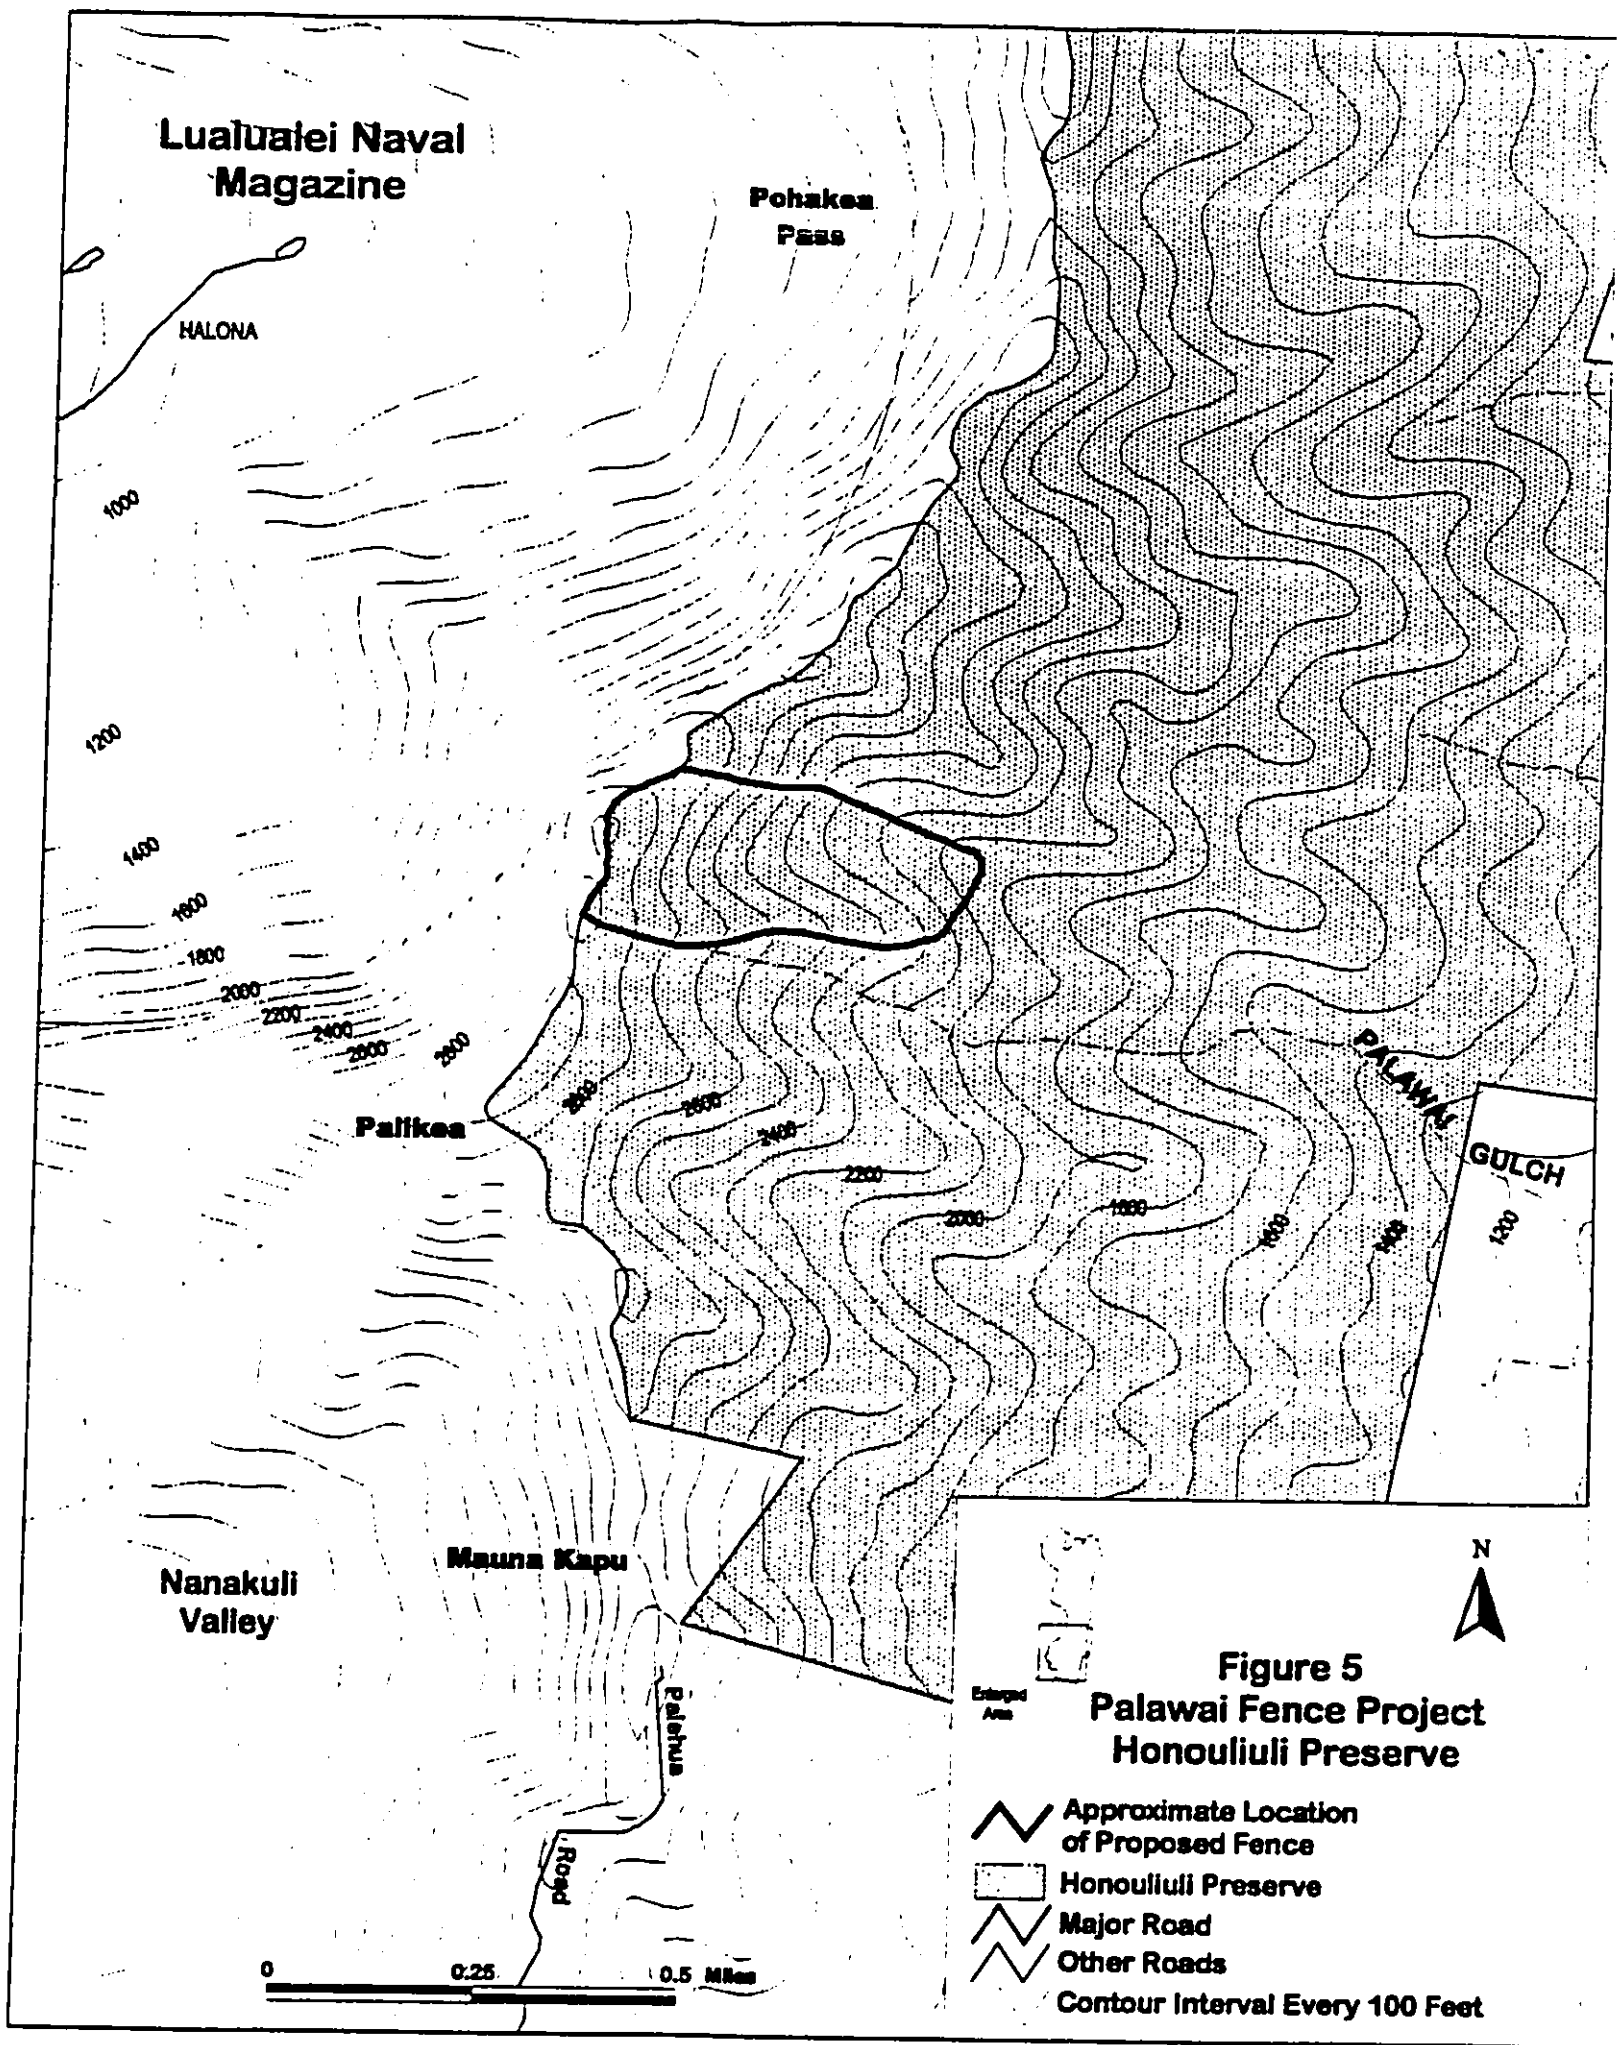 Lualualei Naval
Magazine
Pohakea
Pass
HALONA
1000
1200
1400
1600
1800
2000
2200
2400
2600
2800
Palikea
2800
2600
2400
2200
2000
1800
1600
1400
1200
PALAWAI
GULCH
Mauna Kapu
Nanakuli
Valley
Palehua
Road
N
Enlarged
Area
Figure 5
Palawai Fence Project
Honouliuli Preserve
Approximate Location
of Proposed Fence
Honouliuli Preserve
Major Road
Other Roads
Contour Interval Every 100 Feet
0 0.25 0.5 Miles